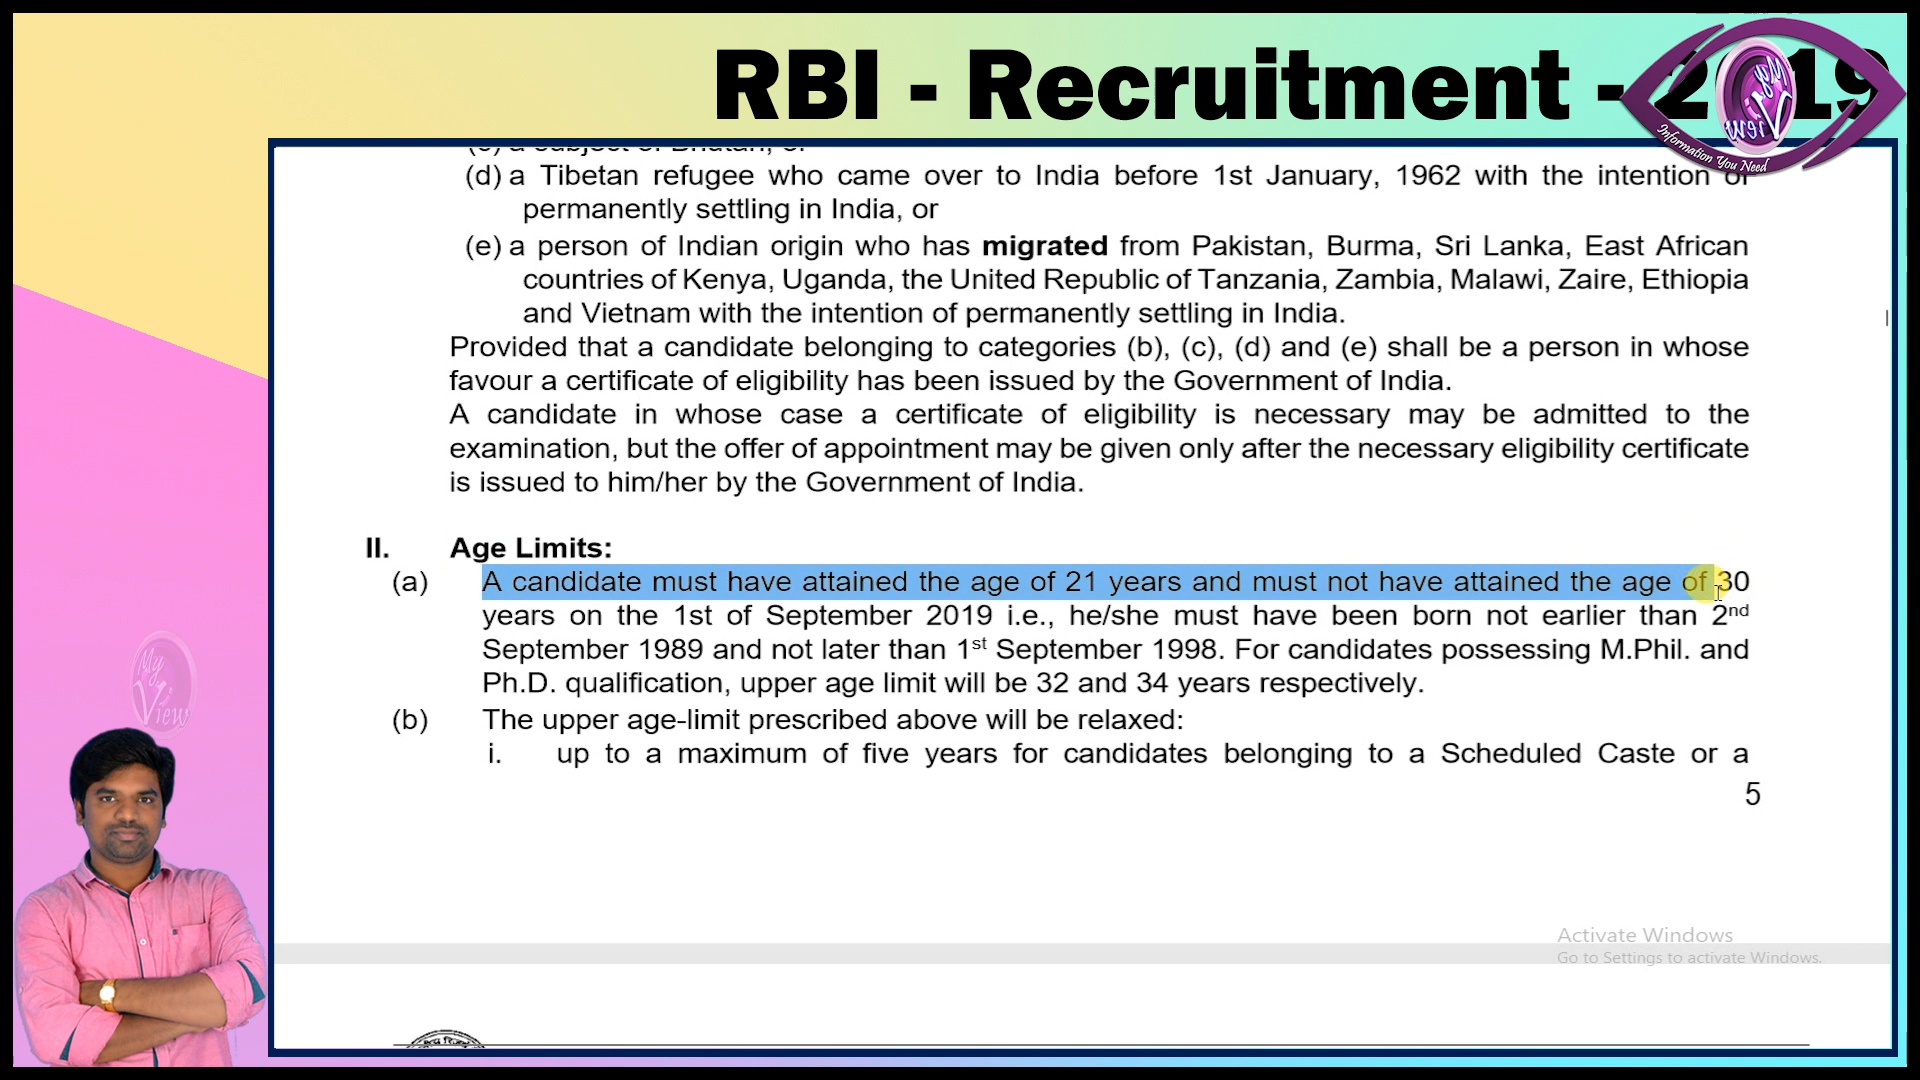 RBI - Recruitment - 2019
My
View
Information You Need
(c) a subject of Bhutan, or
(d) a Tibetan refugee who came over to India before 1st January, 1962 with the intention of
permanently settling in India, or
(e) a person of Indian origin who has migrated from Pakistan, Burma, Sri Lanka, East African
countries of Kenya, Uganda, the United Republic of Tanzania, Zambia, Malawi, Zaire, Ethiopia
and Vietnam with the intention of permanently settling in India.
Provided that a candidate belonging to categories (b), (c), (d) and (e) shall be a person in whose
favour a certificate of eligibility has been issued by the Government of India.
A candidate in whose case a certificate of eligibility is necessary may be admitted to the
examination, but the offer of appointment may be given only after the necessary eligibility certificate
is issued to him/her by the Government of India.
II. Age Limits:
(a) A candidate must have attained the age of 21 years and must not have attained the age of 30
years on the 1st of September 2019 i.e., he/she must have been born not earlier than 2nd
September 1989 and not later than 1st September 1998. For candidates possessing M.Phil. and
Ph.D. qualification, upper age limit will be 32 and 34 years respectively.
(b) The upper age-limit prescribed above will be relaxed:
i. up to a maximum of five years for candidates belonging to a Scheduled Caste or a
5
My
View
Activate Windows
Go to Settings to activate Windows.